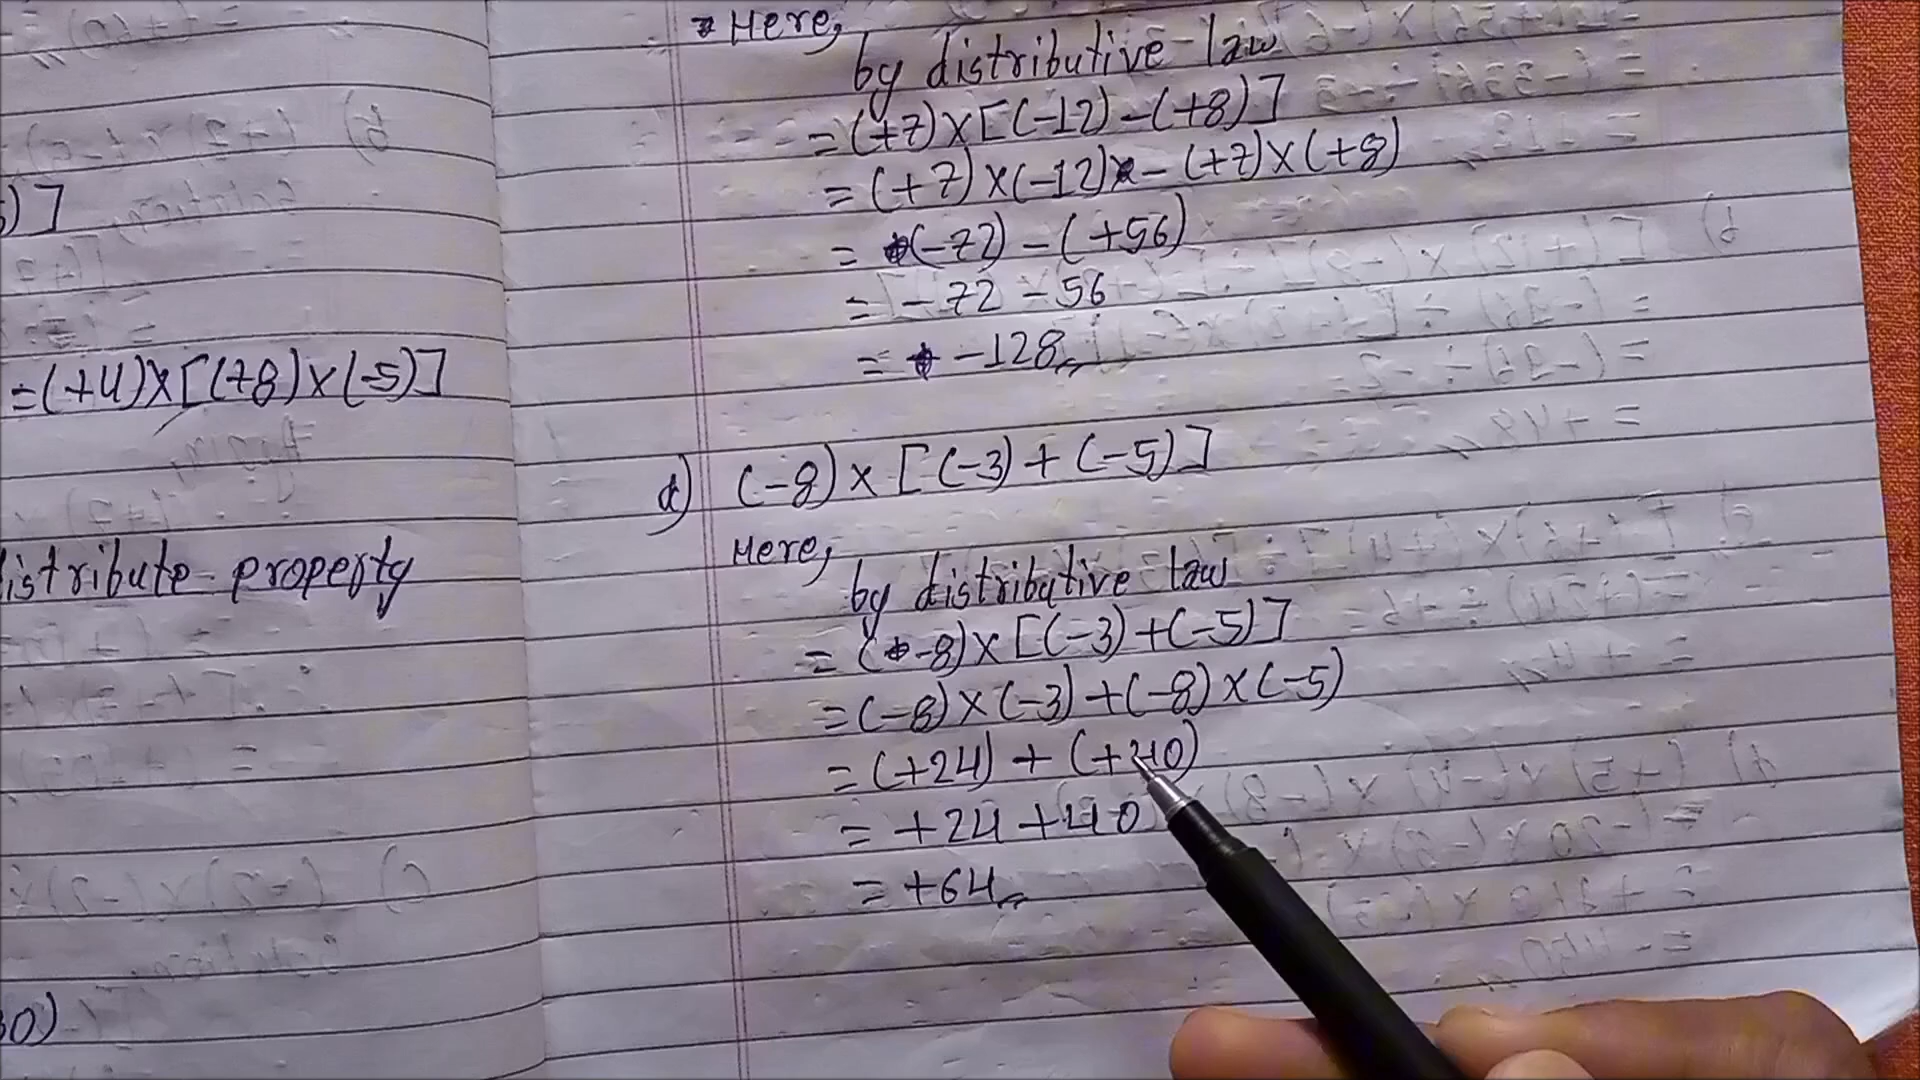 )]
=(+4)×[(+8)×(-5)]
istribute property
0)
Here,
by distributive law
=(+7)×[(-12)-(+8)]
=(+7)×(-12)-(+7)×(+8)
= (-72)-(+56)
= -72-56
= -128
d) (-8)×[(-3)+(-5)]
Here,
by distributive law
= (-8)×[(-3)+(-5)]
=(-8)×(-3)+(-8)×(-5)
=(+24)+(+40)
= +24+40
= +64